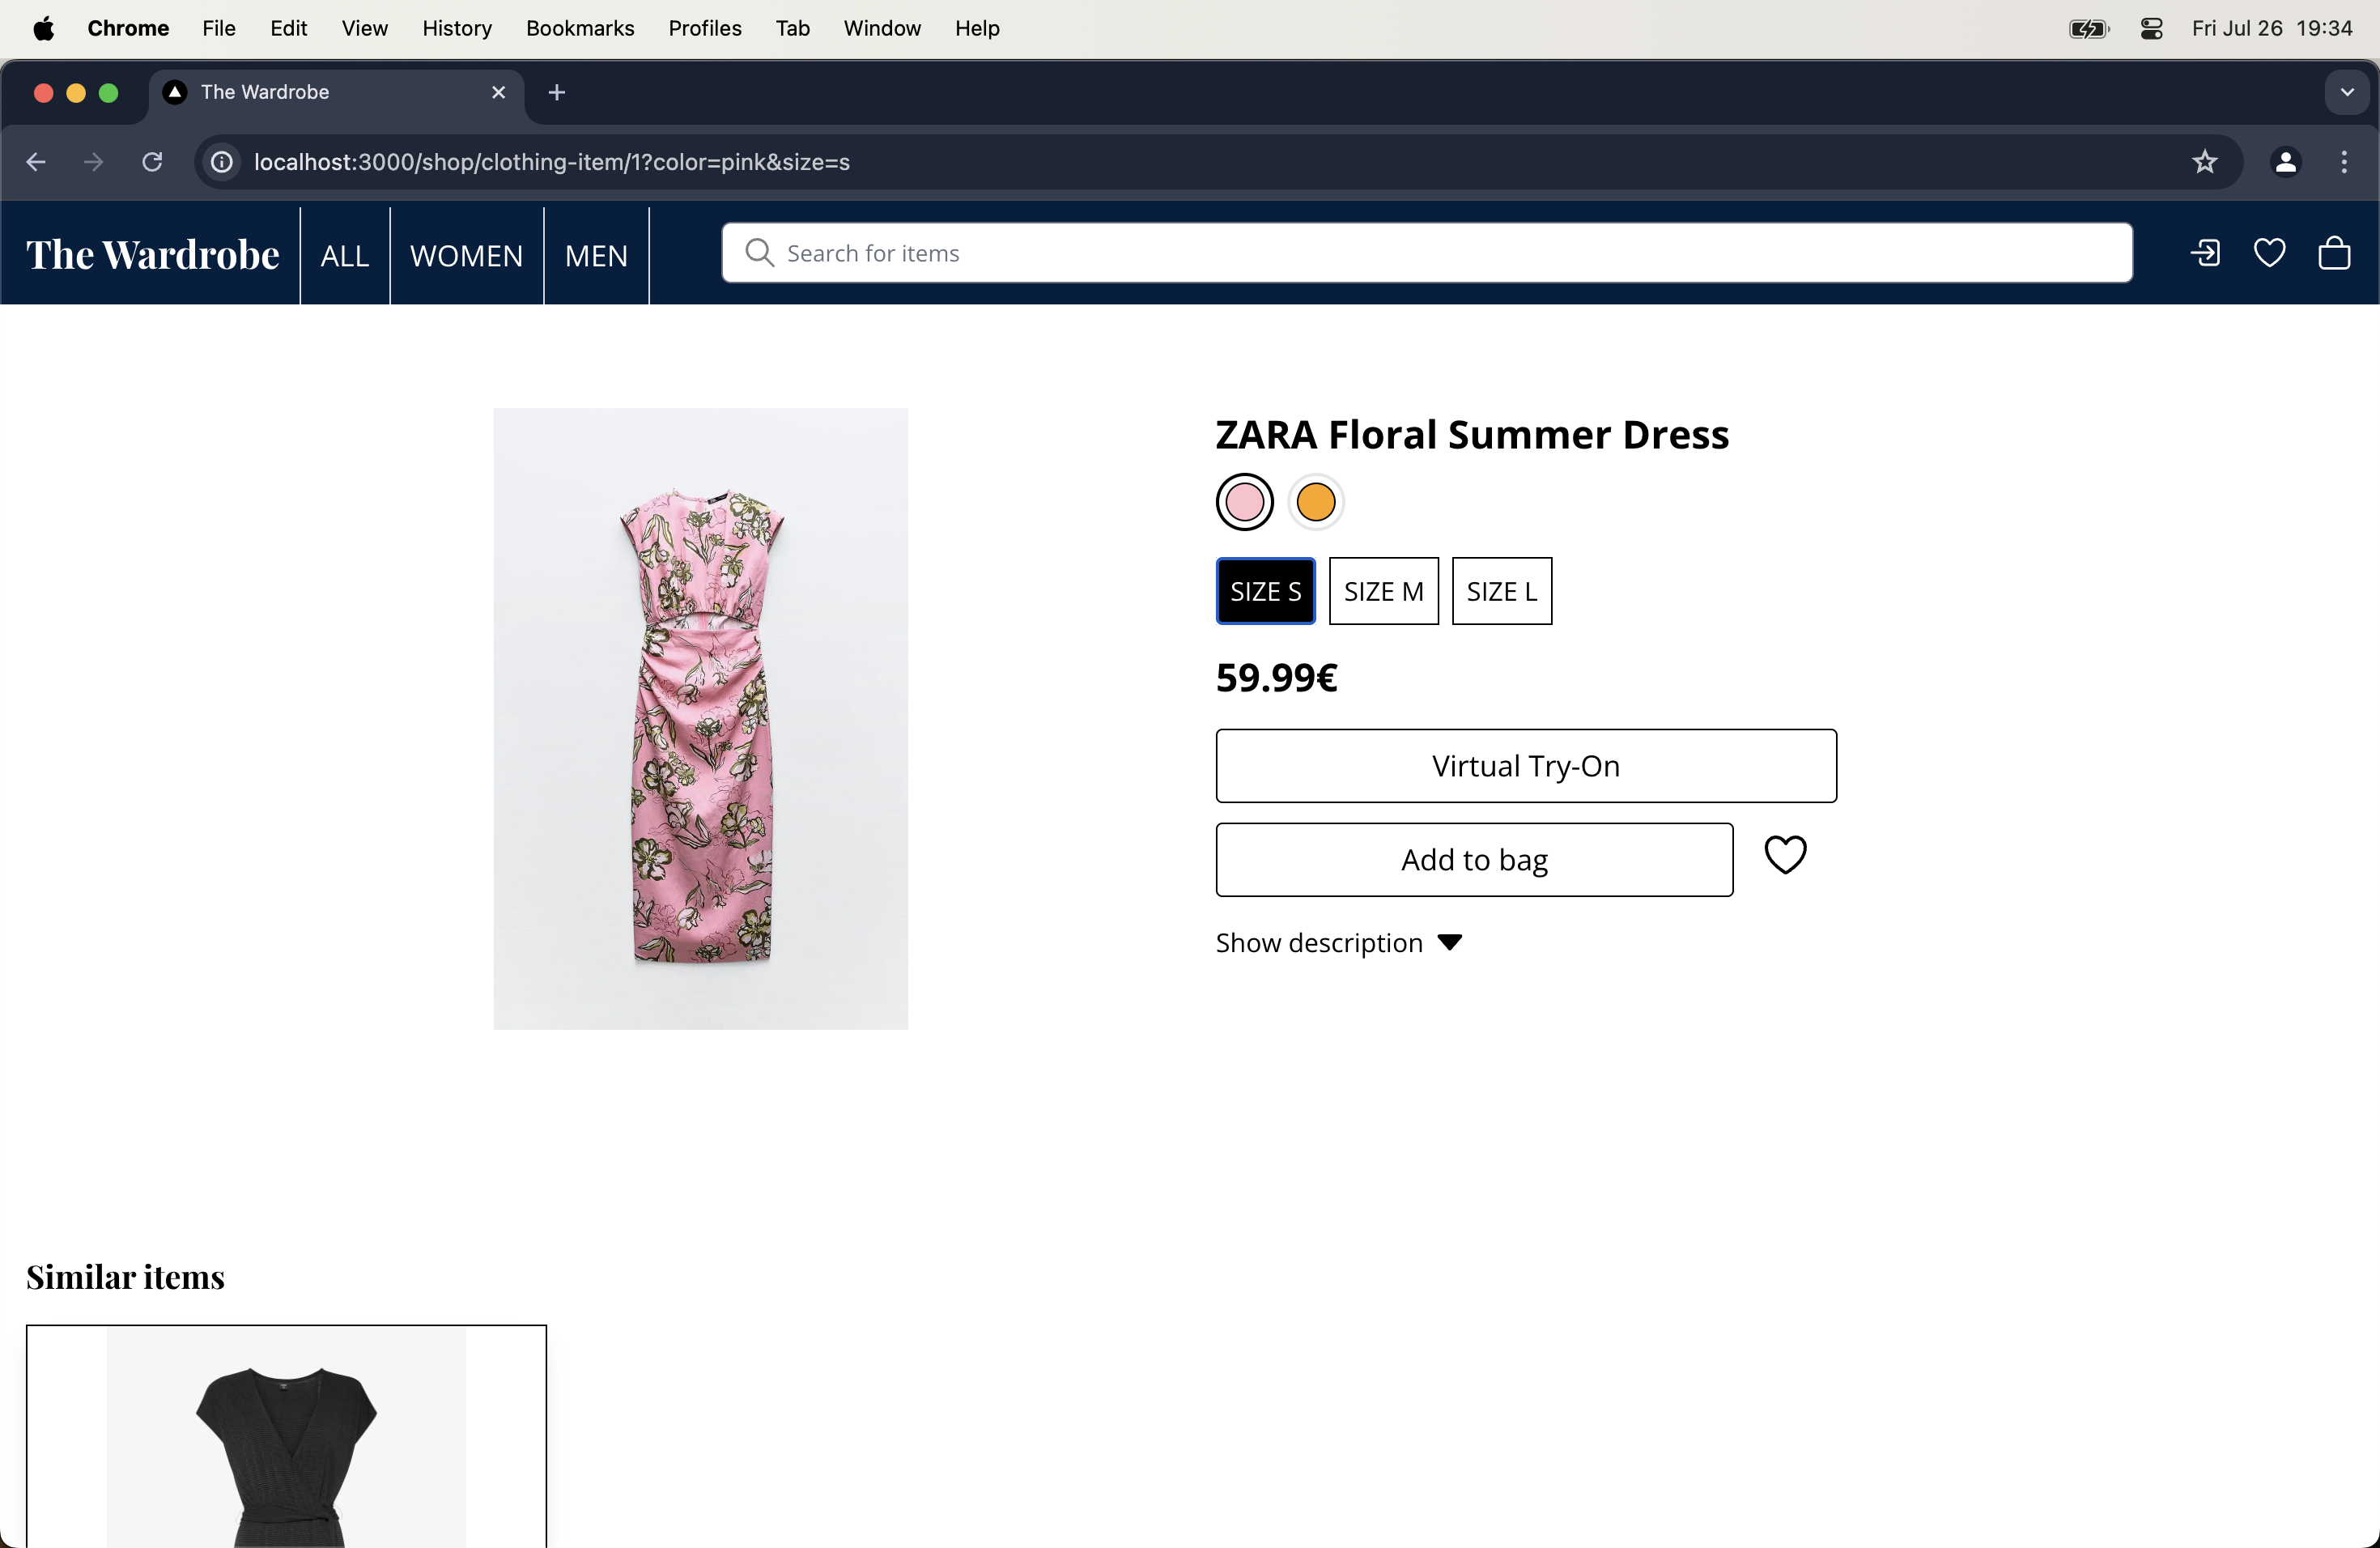 Chrome File Edit View History Bookmarks Profiles Tab Window Help Fri Jul 26 19:34
The Wardrobe
localhost:3000/shop/clothing-item/1?color=pink&size=s
The Wardrobe ALL WOMEN MEN Search for items
ZARA Floral Summer Dress
SIZE S SIZE M SIZE L
59.99€
Virtual Try-On
Add to bag
Show description
Similar items